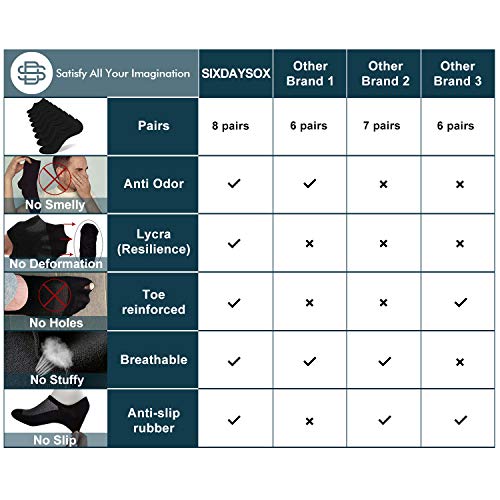 Satisfy All Your Imagination
SIXDAYSOX
Other
Brand 1
Other
Brand 2
Other
Brand 3
Pairs
8 pairs
6 pairs
7 pairs
6 pairs
No Smelly
Anti Odor
✓
✓
×
×
No Deformation
Lycra
(Resilience)
✓
×
×
×
No Holes
Toe
reinforced
✓
×
×
✓
No Stuffy
Breathable
✓
✓
✓
×
No Slip
Anti-slip
rubber
✓
×
✓
✓